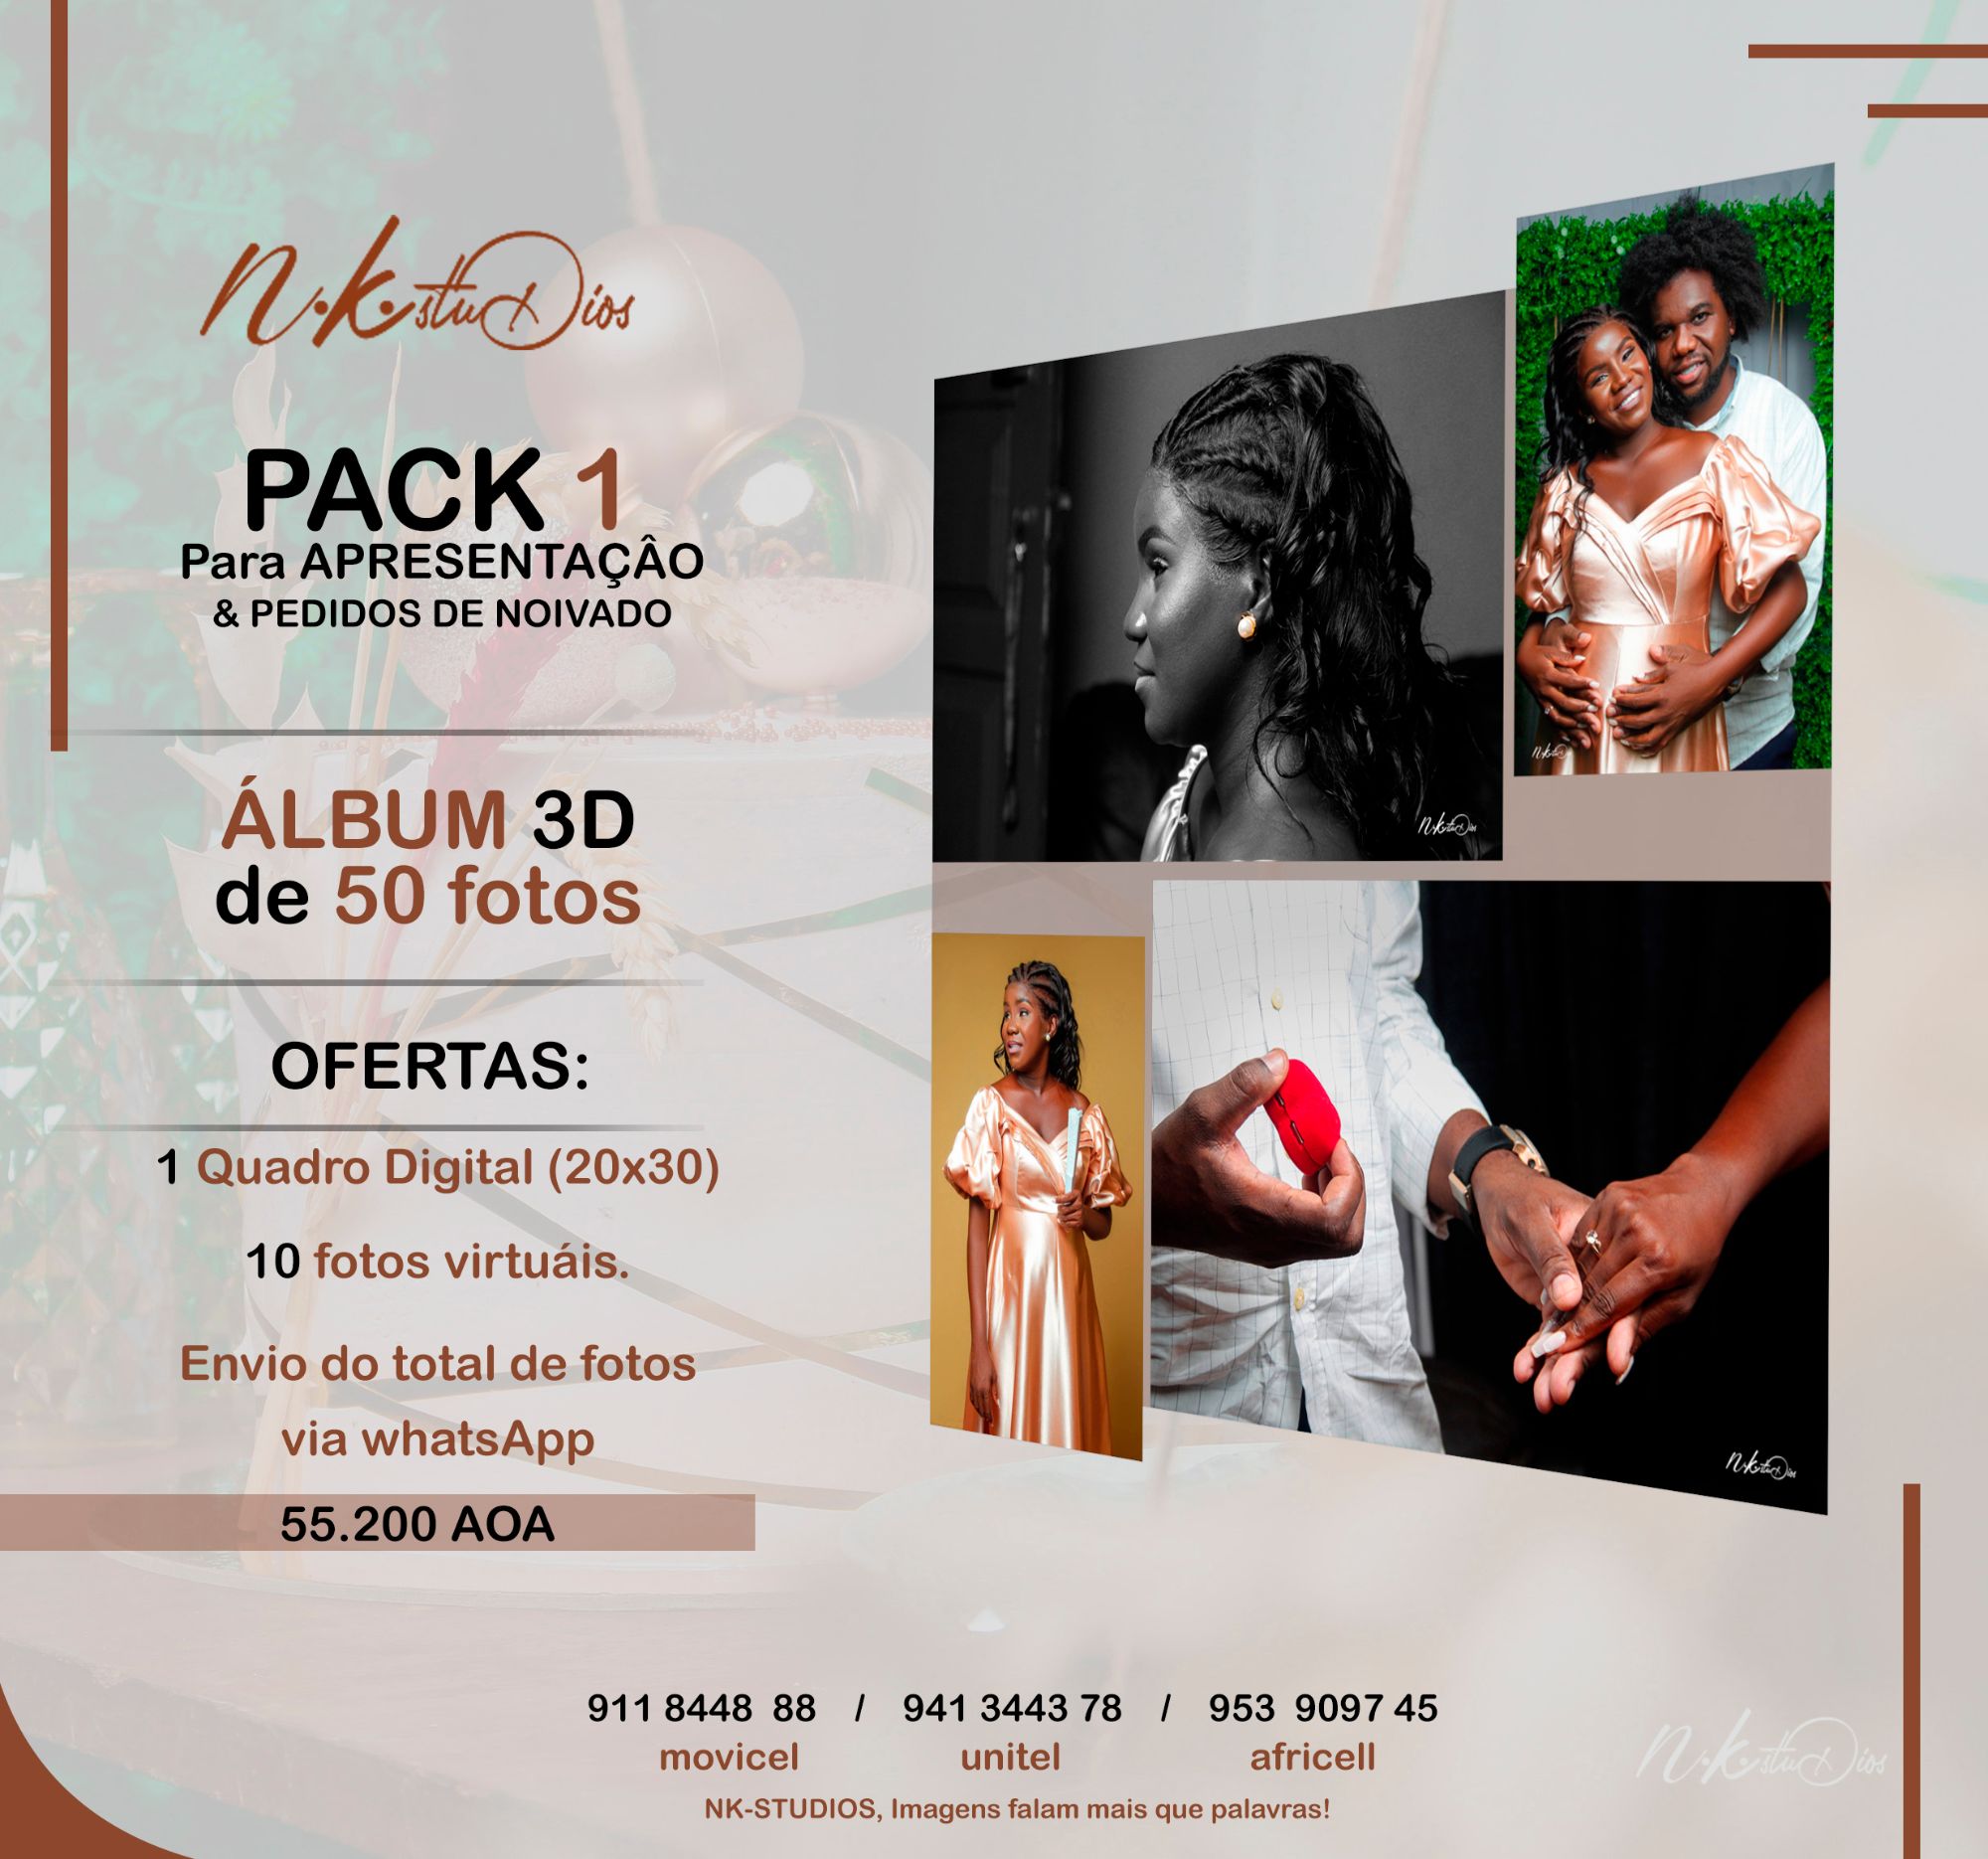 N.K. stuDios
PACK 1
Para APRESENTAÇÂO
& PEDIDOS DE NOIVADO
ÁLBUM 3D
de 50 fotos
OFERTAS:
1 Quadro Digital (20x30)
10 fotos virtuáis.
Envio do total de fotos
via whatsApp
55.200 AOA
N.K. stuDios
N.K. stuDios
N.K. stuDios
911 8448 88 / 941 3443 78 / 953 9097 45
movicel unitel africell
NK-STUDIOS, Imagens falam mais que palavras!
N.K. stuDios